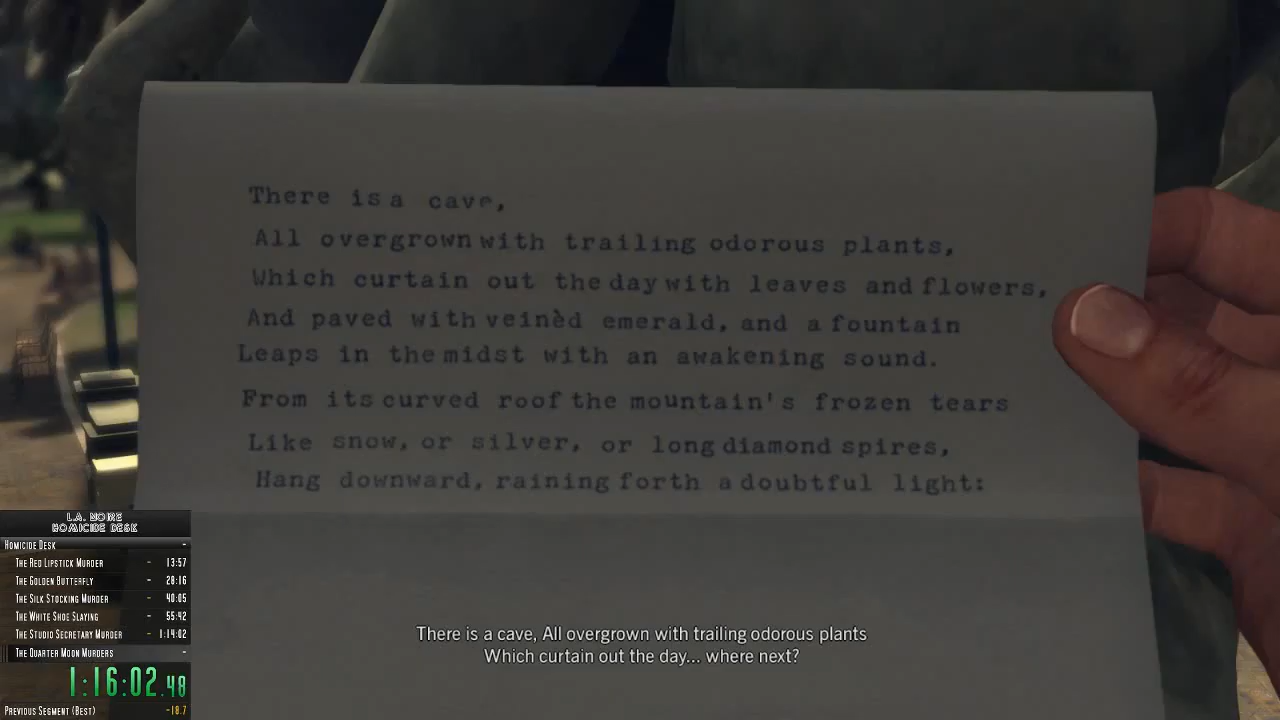 There is a cave,
All overgrown with trailing odorous plants,
Which curtain out the day with leaves and flowers,
And paved with veinèd emerald, and a fountain
Leaps in the midst with an awakening sound.
From its curved roof the mountain's frozen tears
Like snow, or silver, or long diamond spires,
Hang downward, raining forth a doubtful light:
There is a cave, All overgrown with trailing odorous plants
Which curtain out the day... where next?
L.A. NOIRE
HOMICIDE DESK
HOMICIDE DESK -
THE RED LIPSTICK MURDER - 13:57
THE GOLDEN BUTTERFLY - 28:16
THE SILK STOCKING MURDER - 40:05
THE WHITE SHOE SLAYING - 55:42
THE STUDIO SECRETARY MURDER - 1:14:02
THE QUARTER MOON MURDERS -
1:16:02.48
PREVIOUS SEGMENT (BEST) -18.7